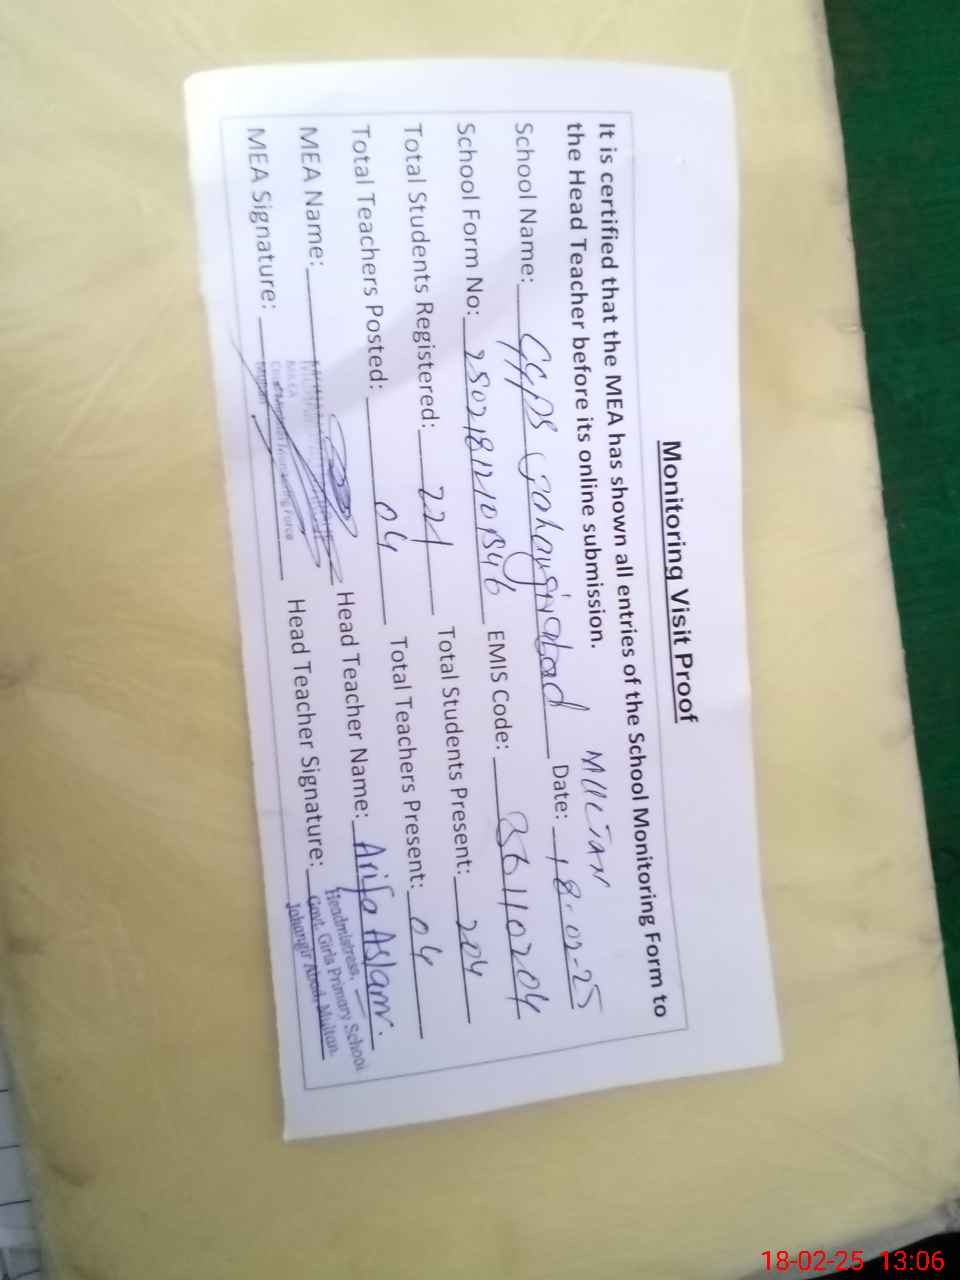 Monitoring Visit Proof
It is certified that the MEA has shown all entries of the School Monitoring Form to
the Head Teacher before its online submission.
MULTAN
School Name: GGPS Jahangirabad Date: 18-02-25
School Form No: EMIS Code: 36110204
Total Students Registered: 221 Total Students Present: 204
Total Teachers Posted: 04 Total Teachers Present: 04
MEA Name: Head Teacher Name: Arifa Aslam.
MEA Signature: Head Teacher Signature:
Headmistress,
Govt. Girls Primary School
Jahangir Abad, Multan.
18-02-25 13:06